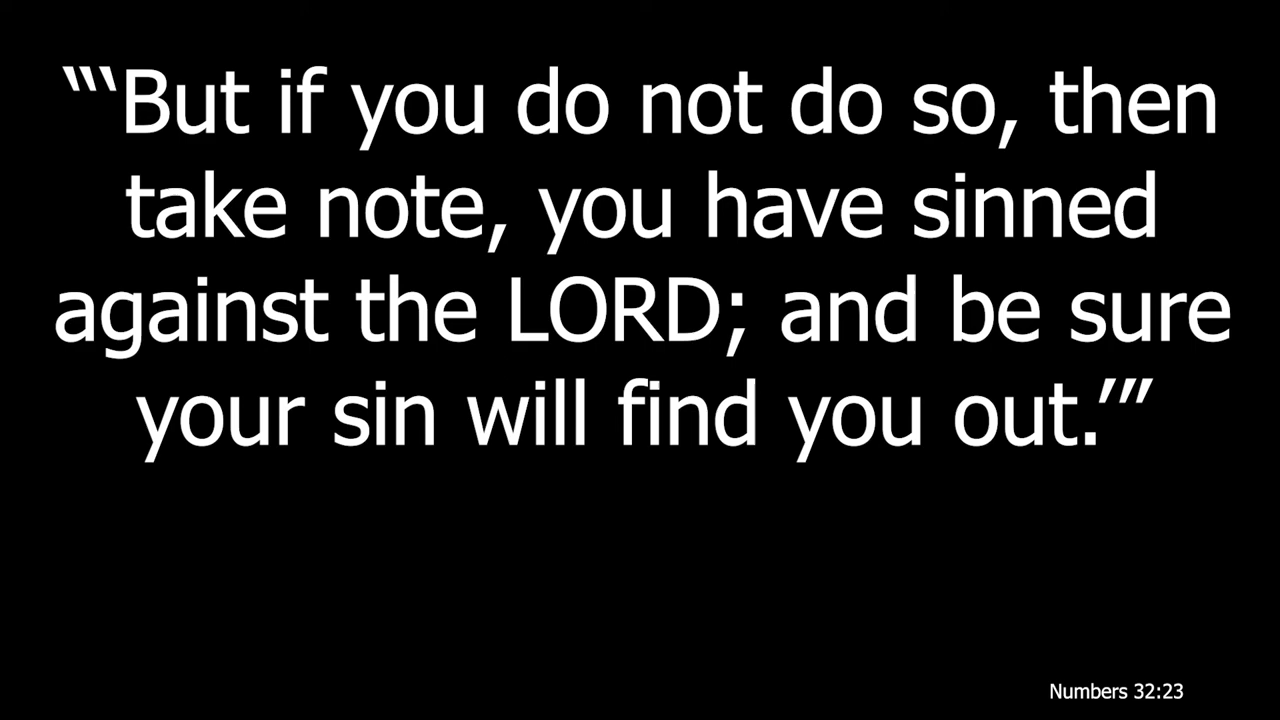 “‘But if you do not do so, then
take note, you have sinned
against the LORD; and be sure
your sin will find you out.’”
Numbers 32:23